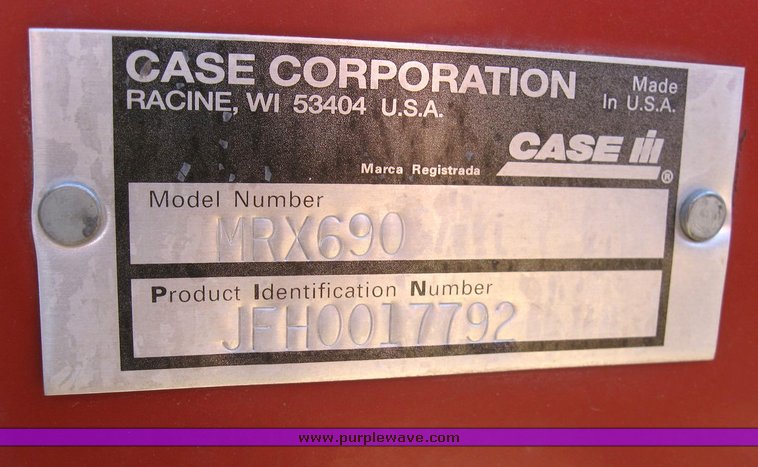 CASE CORPORATION
RACINE, WI 53404 U.S.A.
Made
In U.S.A.
CASE IH
®
Marca Registrada
Model Number
MRX690
Product Identification Number
JFH0017792
www.purplewave.com